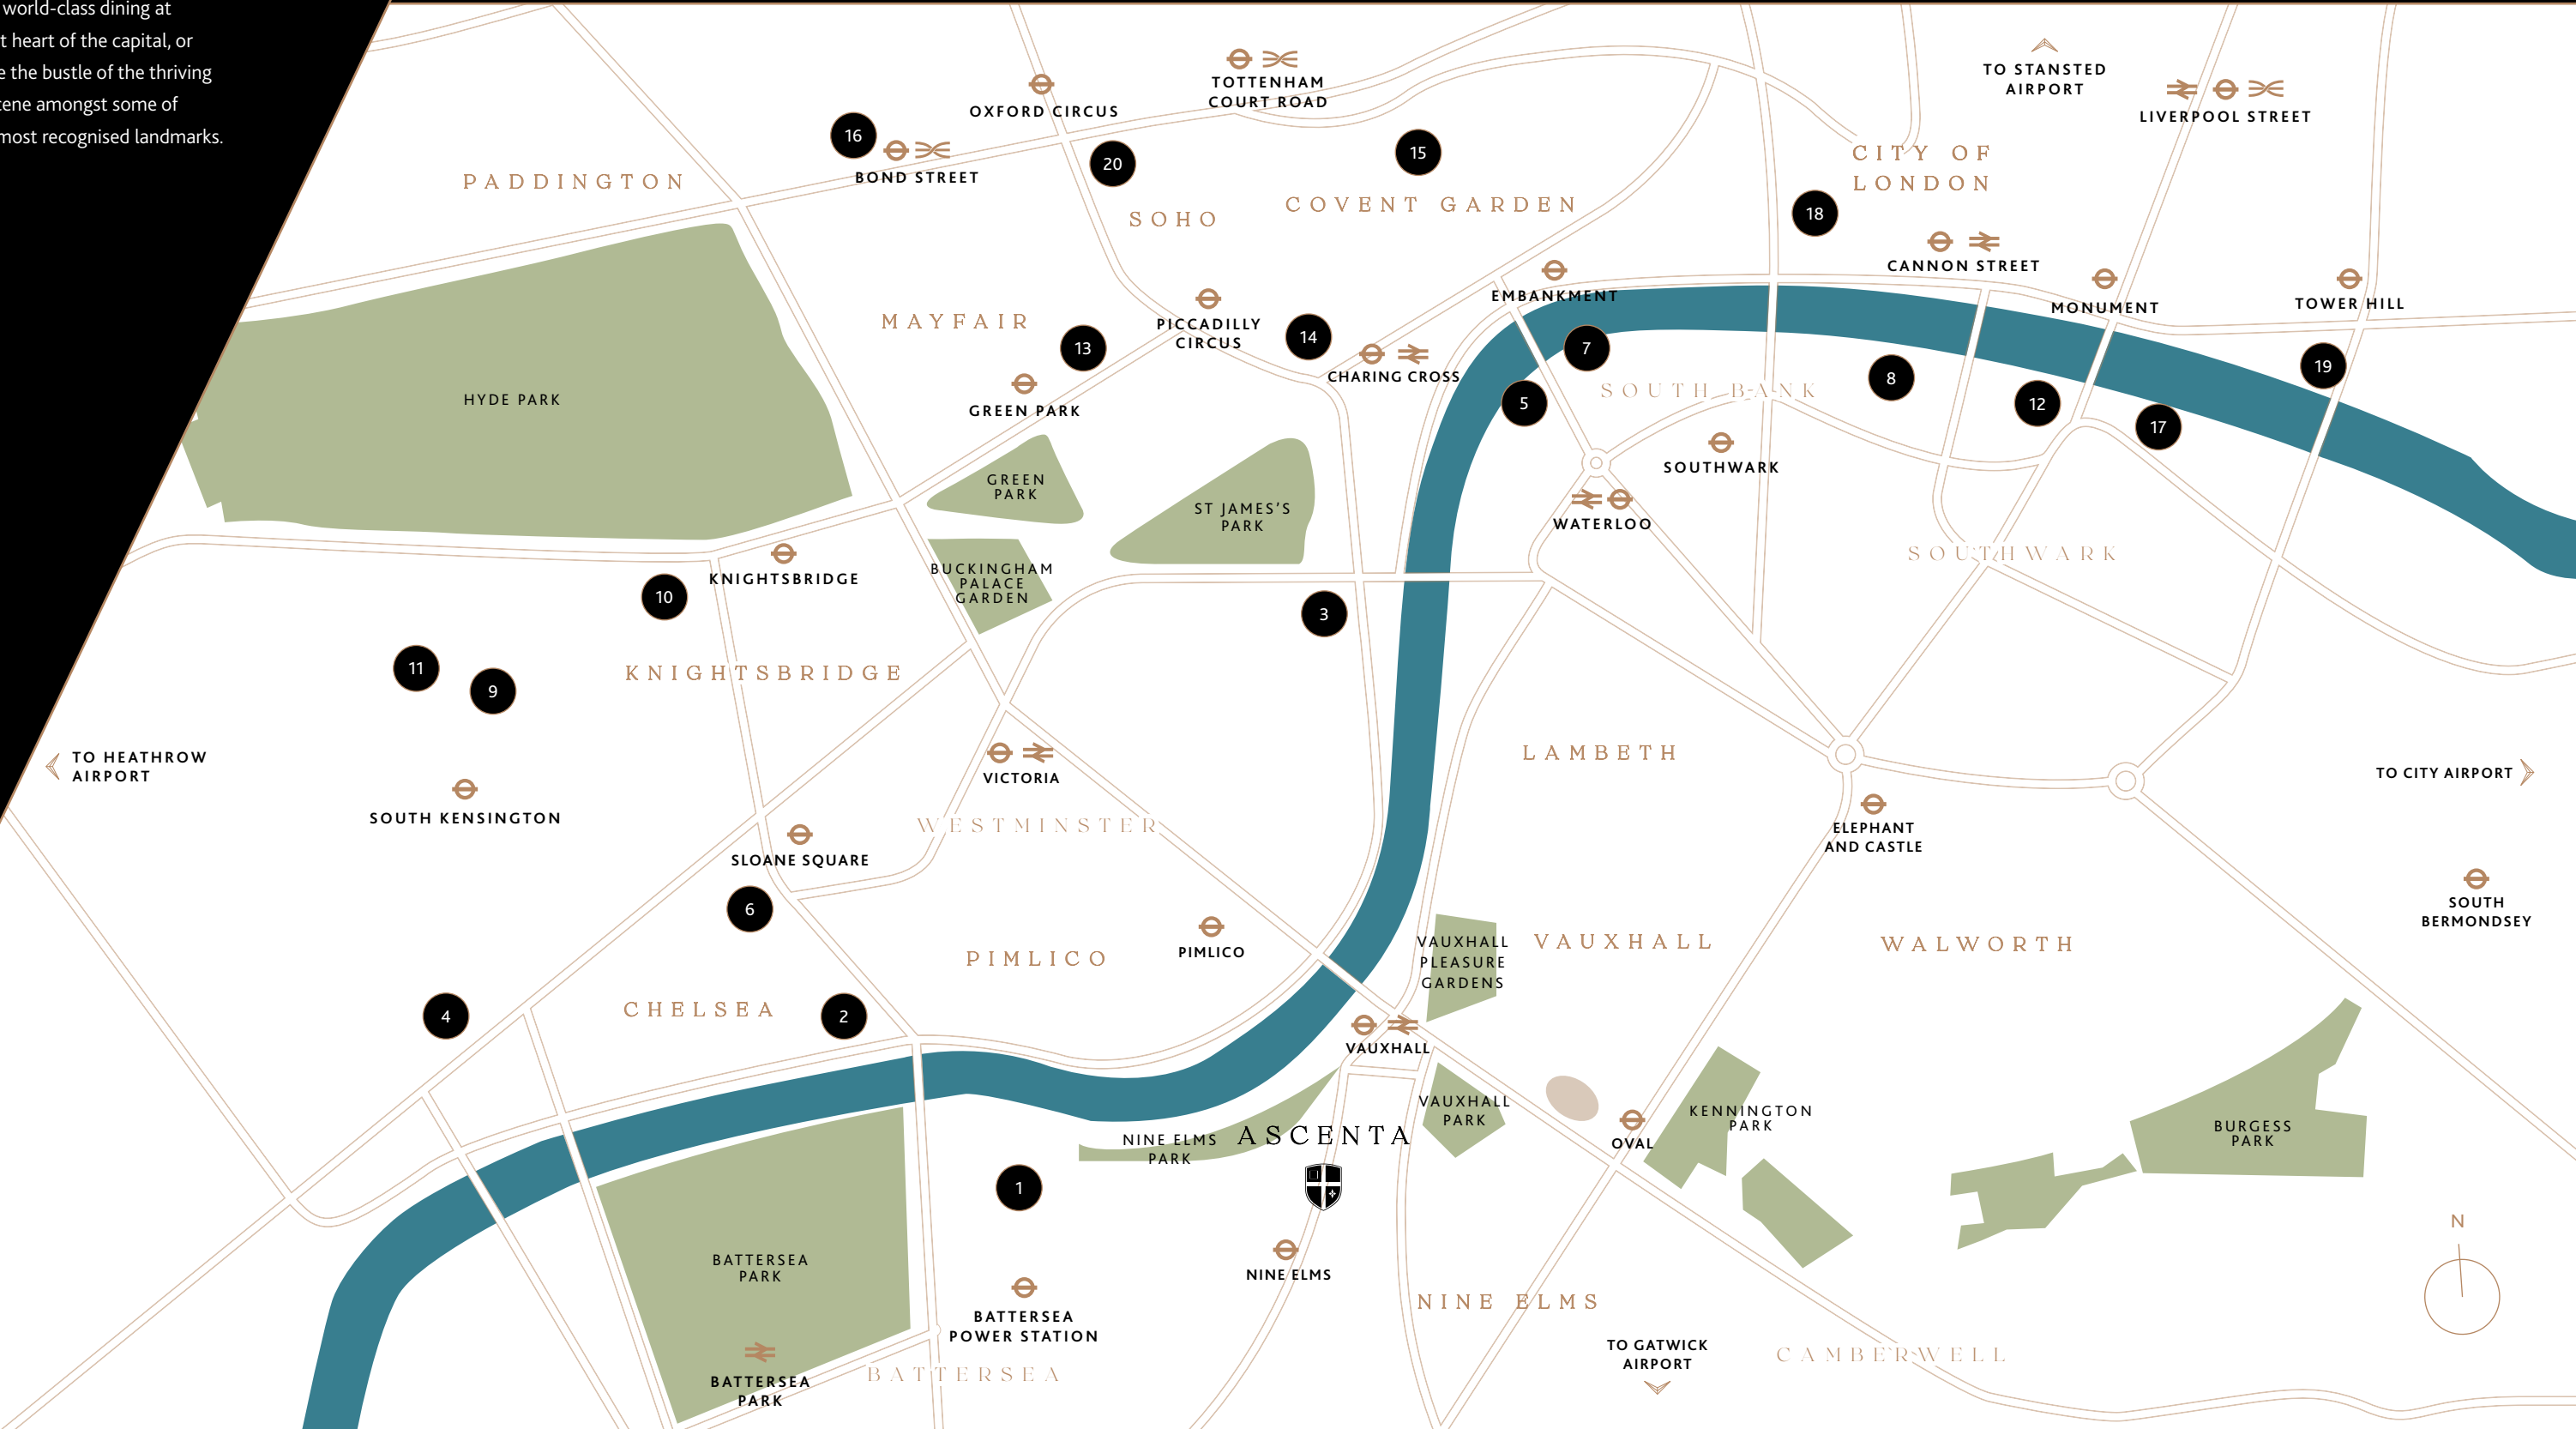 world-class dining at
t heart of the capital, or
e the bustle of the thriving
cene amongst some of
most recognised landmarks.
TOTTENHAM
COURT ROAD
OXFORD CIRCUS
TO STANSTED
AIRPORT
LIVERPOOL STREET
16
BOND STREET
20
15
CITY OF
LONDON
PADDINGTON
SOHO
COVENT GARDEN
18
CANNON STREET
EMBANKMENT
MONUMENT
TOWER HILL
MAYFAIR
PICCADILLY
CIRCUS
13
14
7
CHARING CROSS
19
8
SOUTH BANK
HYDE PARK
GREEN PARK
5
12
17
SOUTHWARK
GREEN
PARK
ST JAMES'S
PARK
WATERLOO
SOUTHWARK
KNIGHTSBRIDGE
BUCKINGHAM
PALACE
GARDEN
10
3
11
9
KNIGHTSBRIDGE
TO HEATHROW
AIRPORT
VICTORIA
LAMBETH
TO CITY AIRPORT
SOUTH KENSINGTON
WESTMINSTER
ELEPHANT
AND CASTLE
SLOANE SQUARE
6
SOUTH
BERMONDSEY
PIMLICO
PIMLICO
VAUXHALL
PLEASURE
GARDENS
VAUXHALL
WALWORTH
4
CHELSEA
2
VAUXHALL
VAUXHALL
PARK
KENNINGTON
PARK
BURGESS
PARK
NINE ELMS
PARK
ASCENTA
OVAL
1
BATTERSEA
PARK
NINE ELMS
N
BATTERSEA
POWER STATION
NINE ELMS
TO GATWICK
AIRPORT
CAMBERWELL
BATTERSEA
PARK
BATTERSEA